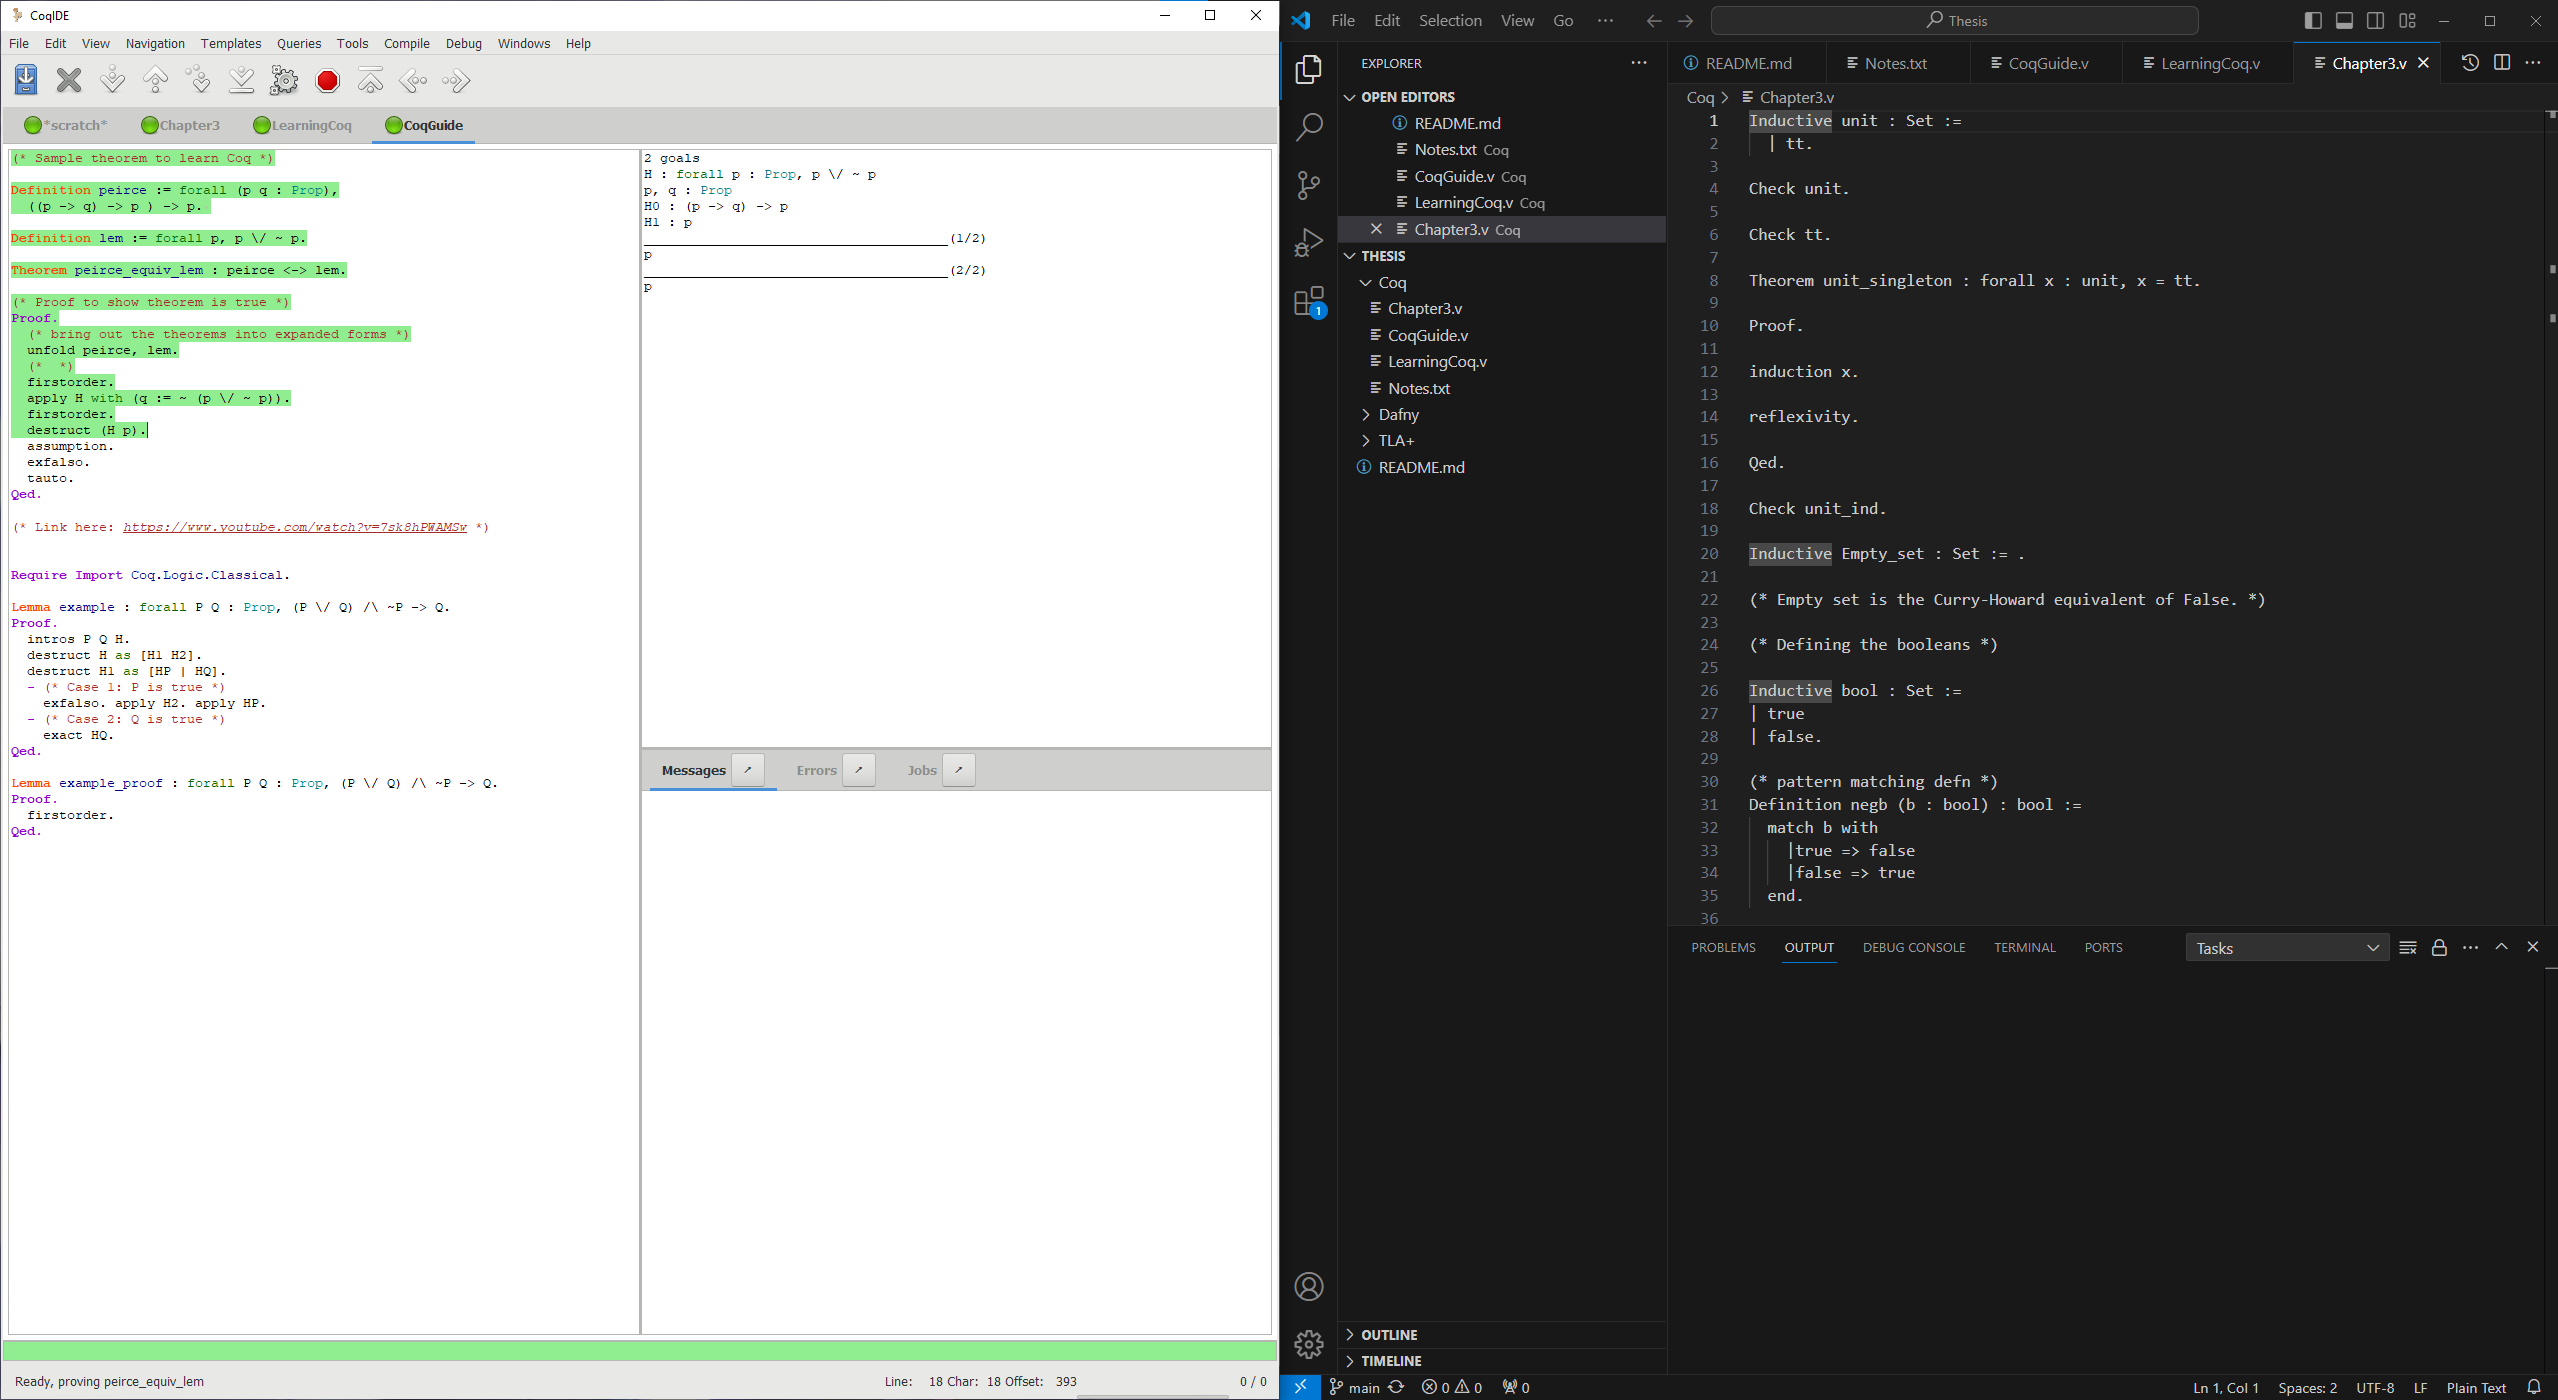 CoqIDE
File Edit View Navigation Templates Queries Tools Compile Debug Windows Help
*scratch* Chapter3 LearningCoq CoqGuide
(* Sample theorem to learn Coq *)
Definition peirce := forall (p q : Prop),
((p -> q) -> p ) -> p.
Definition lem := forall p, p \/ ~ p.
Theorem peirce_equiv_lem : peirce <-> lem.
(* Proof to show theorem is true *)
Proof.
(* bring out the theorems into expanded forms *)
unfold peirce, lem.
(* *)
firstorder.
apply H with (q := ~ (p \/ ~ p)).
firstorder.
destruct (H p).
assumption.
exfalso.
tauto.
Qed.
(* Link here: https://www.youtube.com/watch?v=7sk8hPWAMSw *)
Require Import Coq.Logic.Classical.
Lemma example : forall P Q : Prop, (P \/ Q) /\ ~P -> Q.
Proof.
intros P Q H.
destruct H as [H1 H2].
destruct H1 as [HP | HQ].
- (* Case 1: P is true *)
exfalso. apply H2. apply HP.
- (* Case 2: Q is true *)
exact HQ.
Qed.
Lemma example_proof : forall P Q : Prop, (P \/ Q) /\ ~P -> Q.
Proof.
firstorder.
Qed.
2 goals
H : forall p : Prop, p \/ ~ p
p, q : Prop
H0 : (p -> q) -> p
H1 : p
(1/2)
p
(2/2)
p
Messages Errors Jobs
Ready, proving peirce_equiv_lem
Line: 18 Char: 18 Offset: 393
0 / 0
File Edit Selection View Go ···
Thesis
EXPLORER ···
OPEN EDITORS
README.md
Notes.txt Coq
CoqGuide.v Coq
LearningCoq.v Coq
Chapter3.v Coq
THESIS
Coq
Chapter3.v
CoqGuide.v
LearningCoq.v
Notes.txt
Dafny
TLA+
README.md
1
OUTLINE
TIMELINE
README.md Notes.txt CoqGuide.v LearningCoq.v Chapter3.v
Coq > Chapter3.v
1 Inductive unit : Set :=
2 | tt.
3
4 Check unit.
5
6 Check tt.
7
8 Theorem unit_singleton : forall x : unit, x = tt.
9
10 Proof.
11
12 induction x.
13
14 reflexivity.
15
16 Qed.
17
18 Check unit_ind.
19
20 Inductive Empty_set : Set := .
21
22 (* Empty set is the Curry-Howard equivalent of False. *)
23
24 (* Defining the booleans *)
25
26 Inductive bool : Set :=
27 | true
28 | false.
29
30 (* pattern matching defn *)
31 Definition negb (b : bool) : bool :=
32 match b with
33 |true => false
34 |false => true
35 end.
36
PROBLEMS OUTPUT DEBUG CONSOLE TERMINAL PORTS
Tasks
main 0 0 0
Ln 1, Col 1 Spaces: 2 UTF-8 LF Plain Text